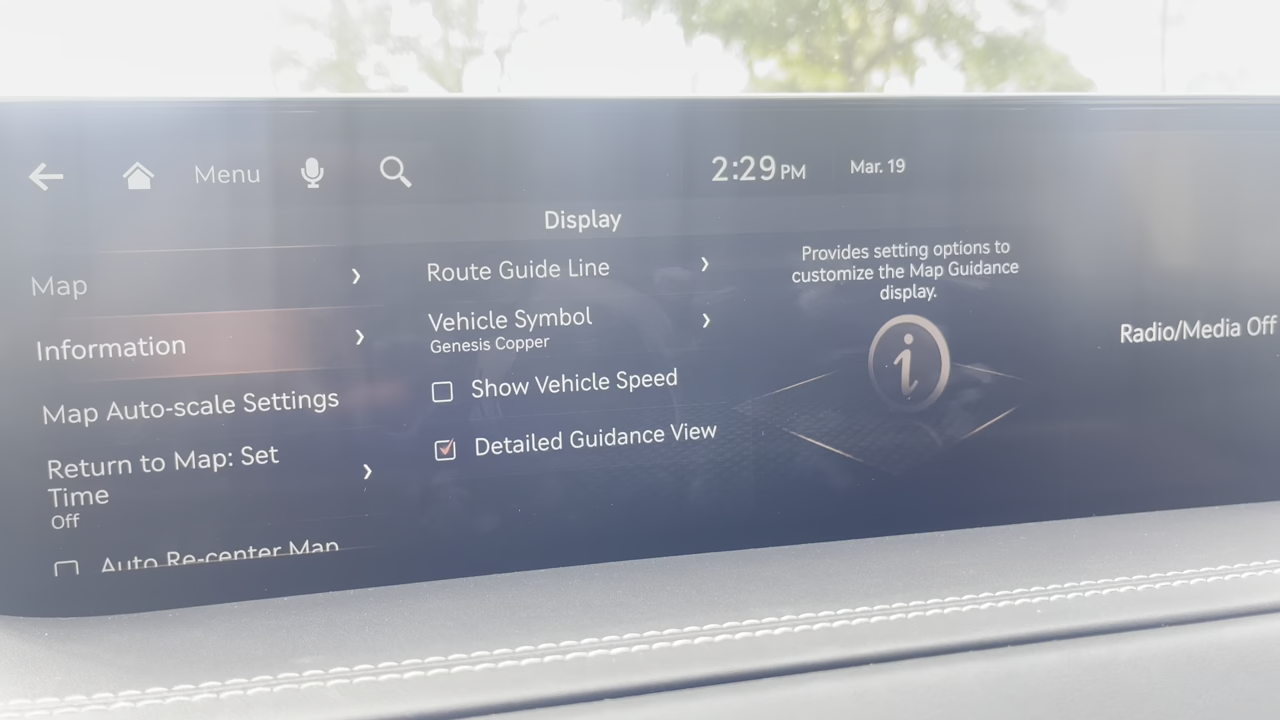 Menu
2:29 PM
Mar. 19
Display
Map
Information
Map Auto-scale Settings
Return to Map: Set
Time
Off
Auto Re-center Map
Route Guide Line
Vehicle Symbol
Genesis Copper
Show Vehicle Speed
Detailed Guidance View
Provides setting options to
customize the Map Guidance
display.
Radio/Media Off